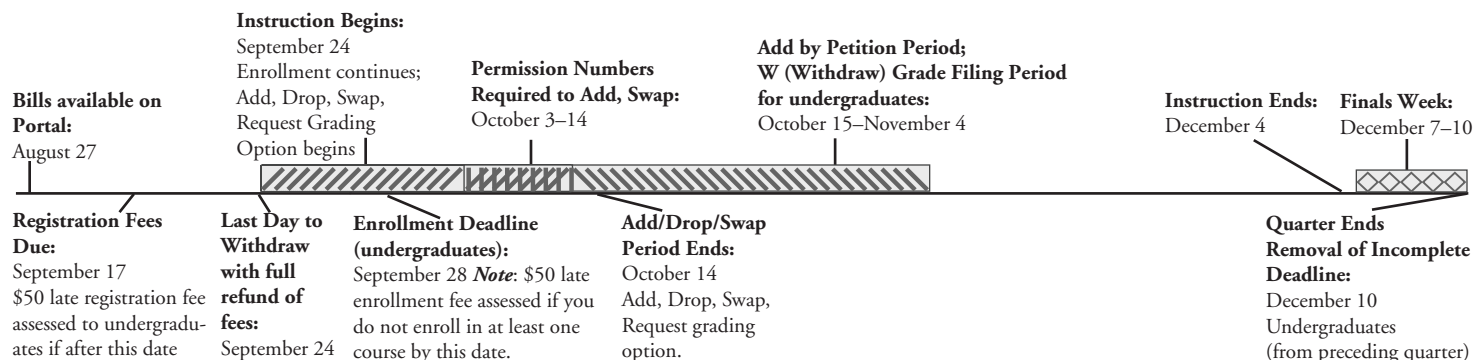 Bills available on
Portal:
August 27
Instruction Begins:
September 24
Enrollment continues;
Add, Drop, Swap,
Request Grading
Option begins
Permission Numbers
Required to Add, Swap:
October 3–14
Add by Petition Period;
W (Withdraw) Grade Filing Period
for undergraduates:
October 15–November 4
Instruction Ends:
December 4
Finals Week:
December 7–10
Registration Fees
Due:
September 17
$50 late registration fee
assessed to undergradu-
ates if after this date
Last Day to
Withdraw
with full
refund of
fees:
September 24
Enrollment Deadline
(undergraduates):
September 28 Note: $50 late
enrollment fee assessed if you
do not enroll in at least one
course by this date.
Add/Drop/Swap
Period Ends:
October 14
Add, Drop, Swap,
Request grading
option.
Quarter Ends
Removal of Incomplete
Deadline:
December 10
Undergraduates
(from preceding quarter)